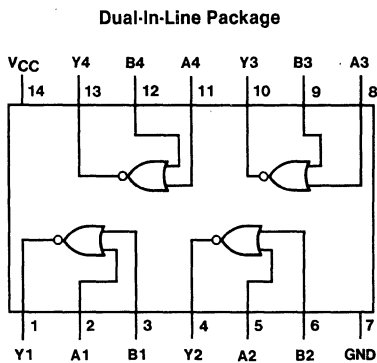 Dual-In-Line Package
VCC Y4 B4 A4 Y3 B3 A3
14 13 12 11 10 9 8
1 2 3 4 5 6 7
Y1 A1 B1 Y2 A2 B2 GND